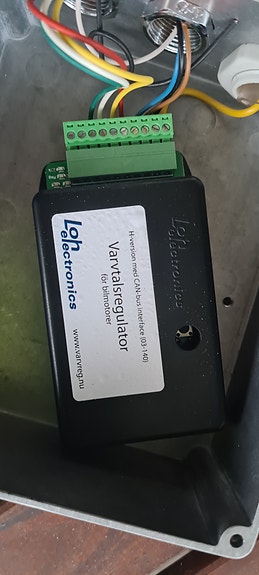 Loh
electronics
H-version med CAN-bus interface (03-140)
Varvtalsregulator
för bilmotorer
www.varvreg.nu
Loh
electronics